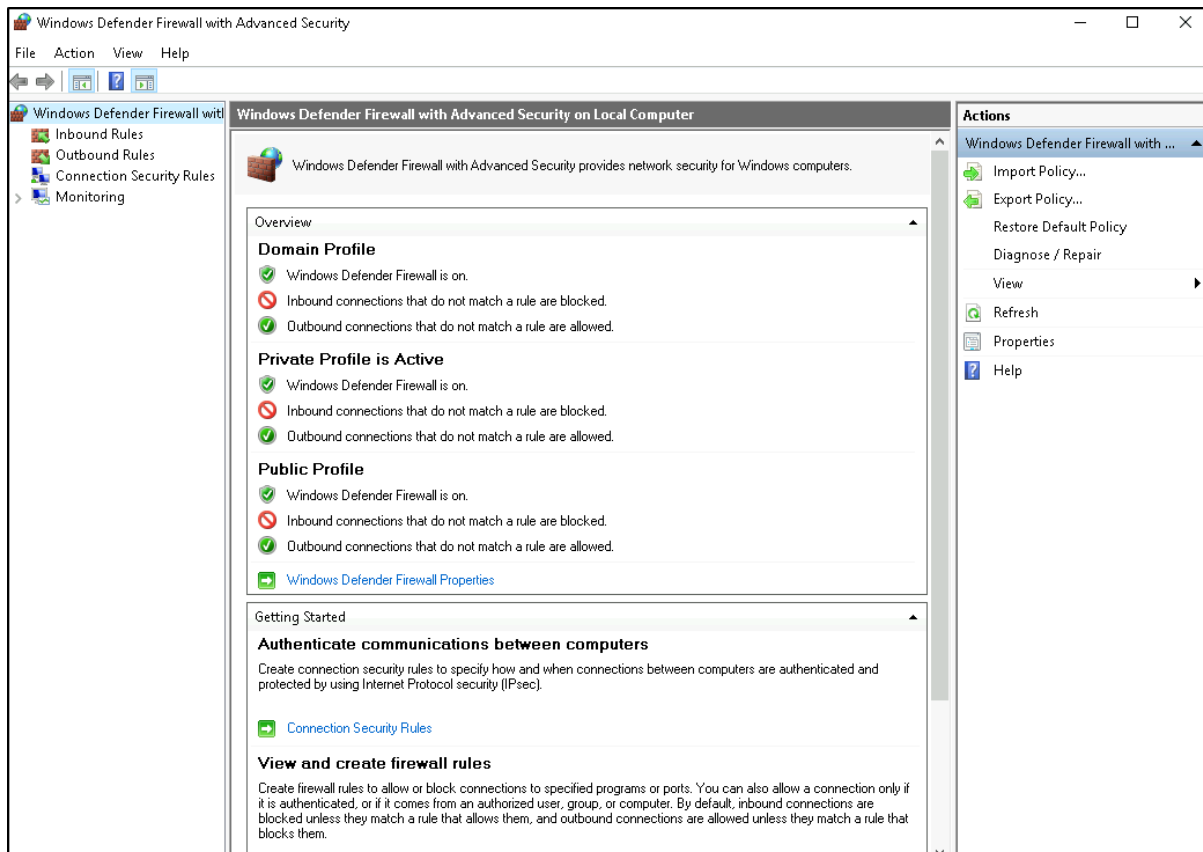 Windows Defender Firewall with Advanced Security
File Action View Help
Windows Defender Firewall witl
Inbound Rules
Outbound Rules
Connection Security Rules
Monitoring
Windows Defender Firewall with Advanced Security on Local Computer
Windows Defender Firewall with Advanced Security provides network security for Windows computers.
Overview
Domain Profile
Windows Defender Firewall is on.
Inbound connections that do not match a rule are blocked.
Outbound connections that do not match a rule are allowed.
Private Profile is Active
Windows Defender Firewall is on.
Inbound connections that do not match a rule are blocked.
Outbound connections that do not match a rule are allowed.
Public Profile
Windows Defender Firewall is on.
Inbound connections that do not match a rule are blocked.
Outbound connections that do not match a rule are allowed.
Windows Defender Firewall Properties
Getting Started
Authenticate communications between computers
Create connection security rules to specify how and when connections between computers are authenticated and
protected by using Internet Protocol security (IPsec).
Connection Security Rules
View and create firewall rules
Create firewall rules to allow or block connections to specified programs or ports. You can also allow a connection only if
it is authenticated, or if it comes from an authorized user, group, or computer. By default, inbound connections are
blocked unless they match a rule that allows them, and outbound connections are allowed unless they match a rule that
blocks them.
Actions
Windows Defender Firewall with ...
Import Policy...
Export Policy...
Restore Default Policy
Diagnose / Repair
View
Refresh
Properties
Help